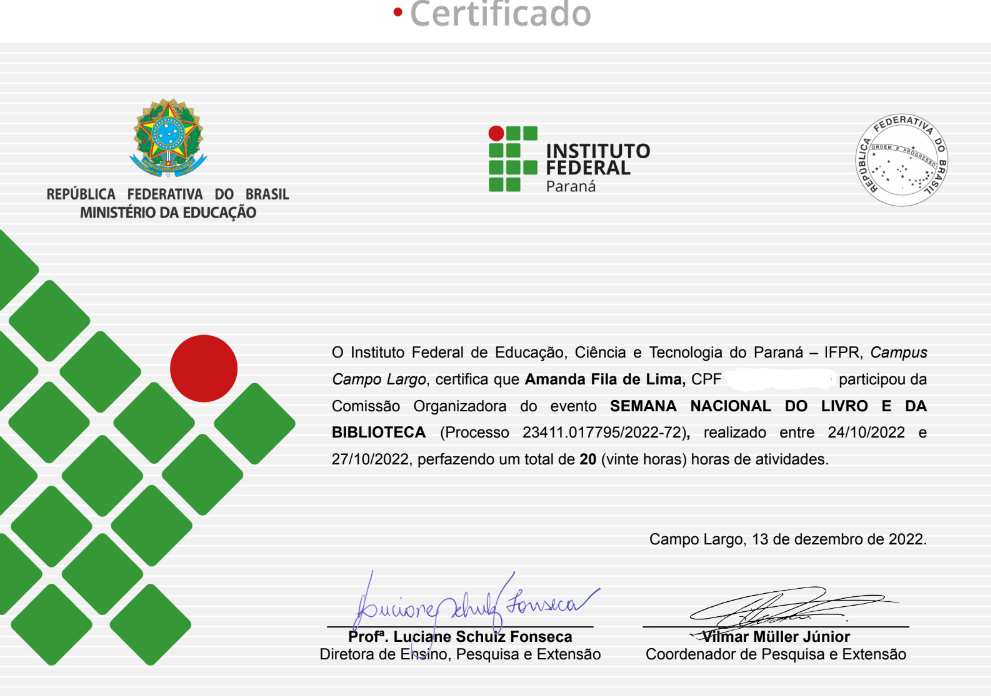 • Certificado
REPÚBLICA FEDERATIVA DO BRASIL
MINISTÉRIO DA EDUCAÇÃO
INSTITUTO
FEDERAL
Paraná
REPÚBLICA FEDERATIVA DO BRASIL
ORDEM E PROGRESSO
O Instituto Federal de Educação, Ciência e Tecnologia do Paraná – IFPR, Campus
Campo Largo, certifica que Amanda Fila de Lima, CPF participou da
Comissão Organizadora do evento SEMANA NACIONAL DO LIVRO E DA
BIBLIOTECA (Processo 23411.017795/2022-72), realizado entre 24/10/2022 e
27/10/2022, perfazendo um total de 20 (vinte horas) horas de atividades.
Campo Largo, 13 de dezembro de 2022.
Luciane Schulz Fonseca
Profª. Luciane Schulz Fonseca
Diretora de Ensino, Pesquisa e Extensão
Vilmar Müller Júnior
Coordenador de Pesquisa e Extensão